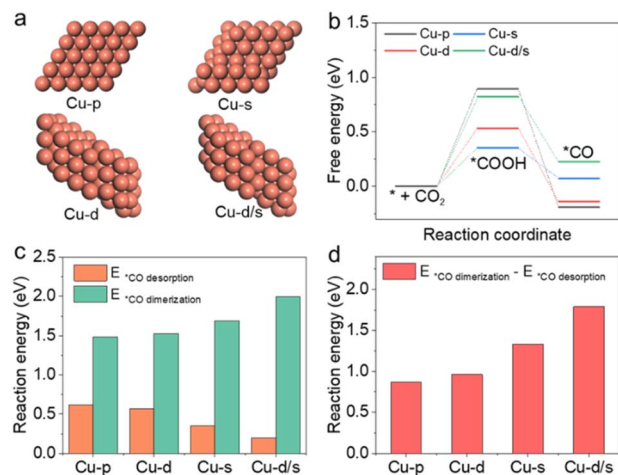 a
Cu-p
Cu-s
Cu-d
Cu-d/s
b
Cu-p
Cu-s
Cu-d
Cu-d/s
Free energy (eV)
1.5
1.0
0.5
0.0
* + CO₂
*COOH
*CO
Reaction coordinate
c
E *CO desorption
E *CO dimerization
Reaction energy (eV)
2.5
2.0
1.5
1.0
0.5
0.0
Cu-p
Cu-d
Cu-s
Cu-d/s
d
E *CO dimerization - E *CO desorption
Reaction energy (eV)
2.0
1.5
1.0
0.5
0.0
Cu-p
Cu-d
Cu-s
Cu-d/s